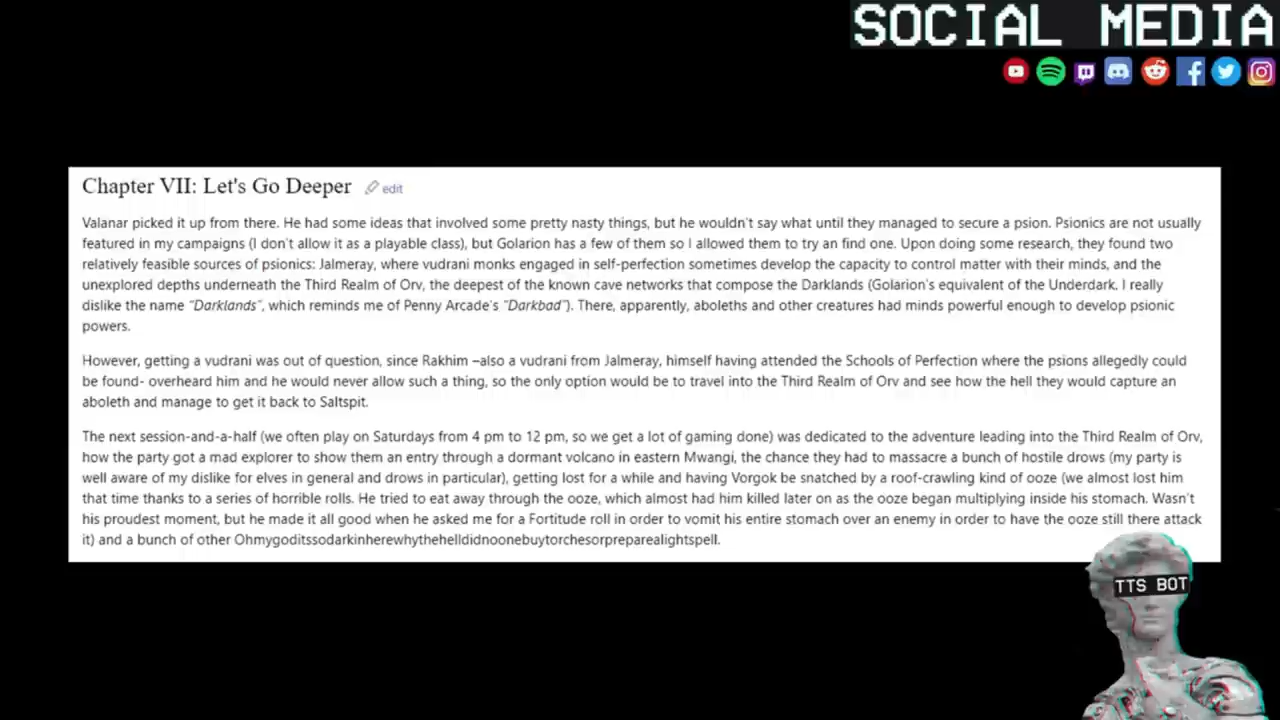 SOCIAL MEDIA
Chapter VII: Let's Go Deeper edit
Valanar picked it up from there. He had some ideas that involved some pretty nasty things, but he wouldn't say what until they managed to secure a psion. Psionics are not usually
featured in my campaigns (I don't allow it as a playable class), but Golarion has a few of them so I allowed them to try an find one. Upon doing some research, they found two
relatively feasible sources of psionics: Jalmeray, where vudrani monks engaged in self-perfection sometimes develop the capacity to control matter with their minds, and the
unexplored depths underneath the Third Realm of Orv, the deepest of the known cave networks that compose the Darklands (Golarion's equivalent of the Underdark. I really
dislike the name "Darklands", which reminds me of Penny Arcade's "Darkbad"). There, apparently, aboleths and other creatures had minds powerful enough to develop psionic
powers.
However, getting a vudrani was out of question, since Rakhim –also a vudrani from Jalmeray, himself having attended the Schools of Perfection where the psions allegedly could
be found- overheard him and he would never allow such a thing, so the only option would be to travel into the Third Realm of Orv and see how the hell they would capture an
aboleth and manage to get it back to Saltspit.
The next session-and-a-half (we often play on Saturdays from 4 pm to 12 pm, so we get a lot of gaming done) was dedicated to the adventure leading into the Third Realm of Orv,
how the party got a mad explorer to show them an entry through a dormant volcano in eastern Mwangi, the chance they had to massacre a bunch of hostile drows (my party is
well aware of my dislike for elves in general and drows in particular), getting lost for a while and having Vorgok be snatched by a roof-crawling kind of ooze (we almost lost him
that time thanks to a series of horrible rolls. He tried to eat away through the ooze, which almost had him killed later on as the ooze began multiplying inside his stomach. Wasn't
his proudest moment, but he made it all good when he asked me for a Fortitude roll in order to vomit his entire stomach over an enemy in order to have the ooze still there attack
it) and a bunch of other Ohmygoditssodarkinherewhythehelldidnoonebuytorchesorpreparealightspell.
TTS BOT